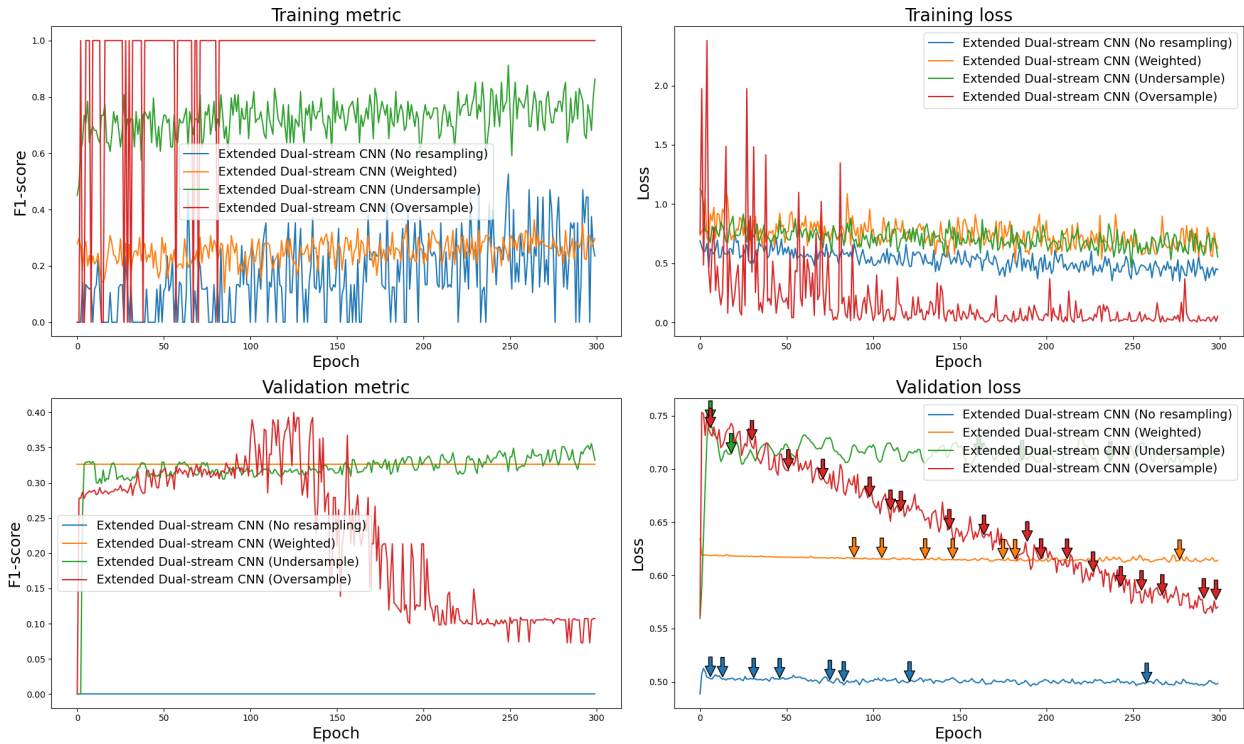 Training metric
F1-score
1.0
0.8
0.6
0.4
0.2
0.0
Extended Dual-stream CNN (No resampling)
Extended Dual-stream CNN (Weighted)
Extended Dual-stream CNN (Undersample)
Extended Dual-stream CNN (Oversample)
0
50
100
150
200
250
300
Epoch
Training loss
Loss
2.0
1.5
1.0
0.5
0.0
Extended Dual-stream CNN (No resampling)
Extended Dual-stream CNN (Weighted)
Extended Dual-stream CNN (Undersample)
Extended Dual-stream CNN (Oversample)
0
50
100
150
200
250
300
Epoch
Validation metric
F1-score
0.40
0.35
0.30
0.25
0.20
0.15
0.10
0.05
0.00
Extended Dual-stream CNN (No resampling)
Extended Dual-stream CNN (Weighted)
Extended Dual-stream CNN (Undersample)
Extended Dual-stream CNN (Oversample)
0
50
100
150
200
250
300
Epoch
Validation loss
Loss
0.75
0.70
0.65
0.60
0.55
0.50
Extended Dual-stream CNN (No resampling)
Extended Dual-stream CNN (Weighted)
Extended Dual-stream CNN (Undersample)
Extended Dual-stream CNN (Oversample)
0
50
100
150
200
250
300
Epoch